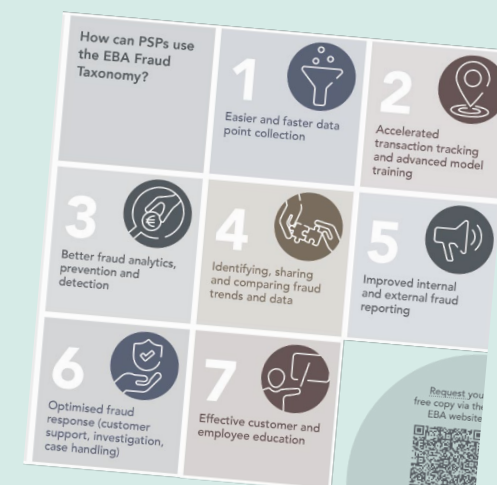 How can PSPs use
the EBA Fraud
Taxonomy?
1
Easier and faster data
point collection
2
Accelerated
transaction tracking
and advanced model
training
3
Better fraud analytics,
prevention and
detection
4
Identifying, sharing
and comparing fraud
trends and data
5
Improved internal
and external fraud
reporting
6
Optimised fraud
response (customer
support, investigation,
case handling)
7
Effective customer and
employee education
Request you
free copy via the
EBA website